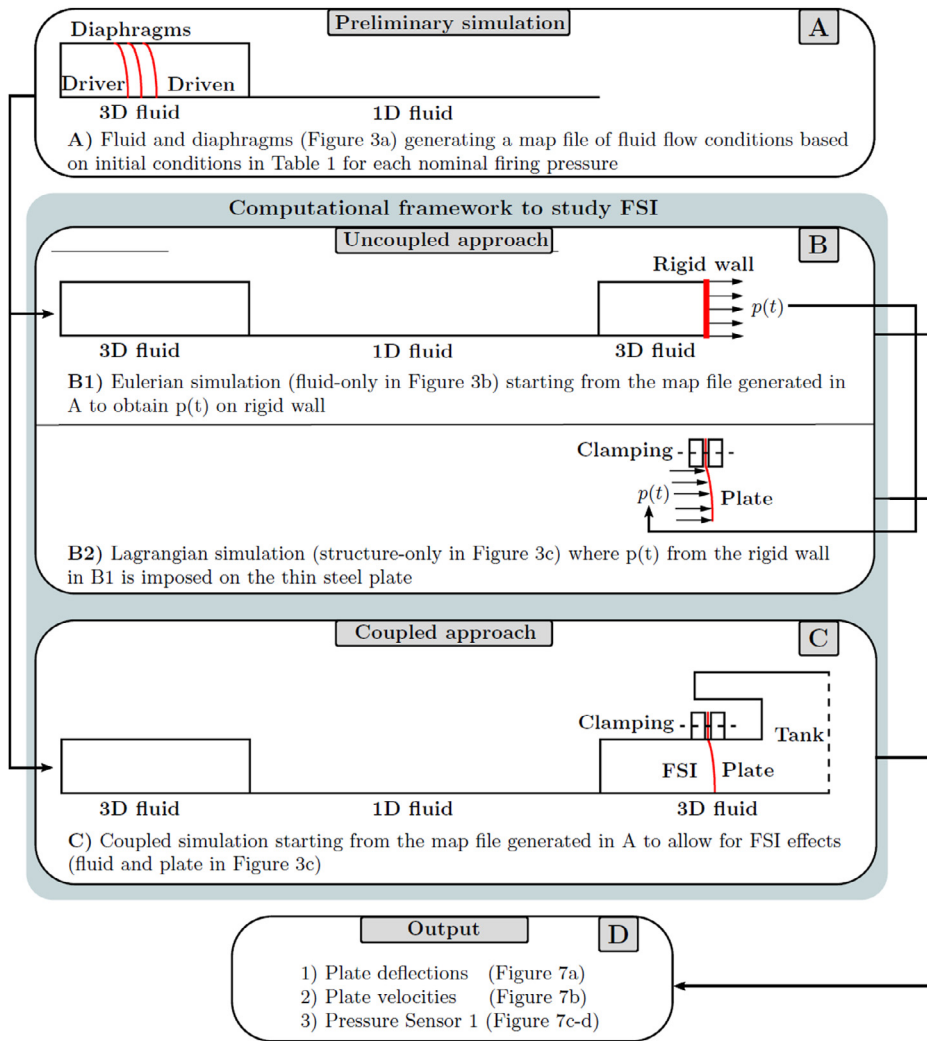 Preliminary simulation
A
Diaphragms
Driver Driven
3D fluid 1D fluid
A) Fluid and diaphragms (Figure 3a) generating a map file of fluid flow conditions based
on initial conditions in Table 1 for each nominal firing pressure
Computational framework to study FSI
Uncoupled approach
B
Rigid wall
p(t)
3D fluid 1D fluid 3D fluid
B1) Eulerian simulation (fluid-only in Figure 3b) starting from the map file generated in
A to obtain p(t) on rigid wall
Clamping
p(t) Plate
B2) Lagrangian simulation (structure-only in Figure 3c) where p(t) from the rigid wall
in B1 is imposed on the thin steel plate
Coupled approach
C
Clamping
Tank
FSI Plate
3D fluid 1D fluid 3D fluid
C) Coupled simulation starting from the map file generated in A to allow for FSI effects
(fluid and plate in Figure 3c)
Output
D
1) Plate deflections (Figure 7a)
2) Plate velocities (Figure 7b)
3) Pressure Sensor 1 (Figure 7c-d)